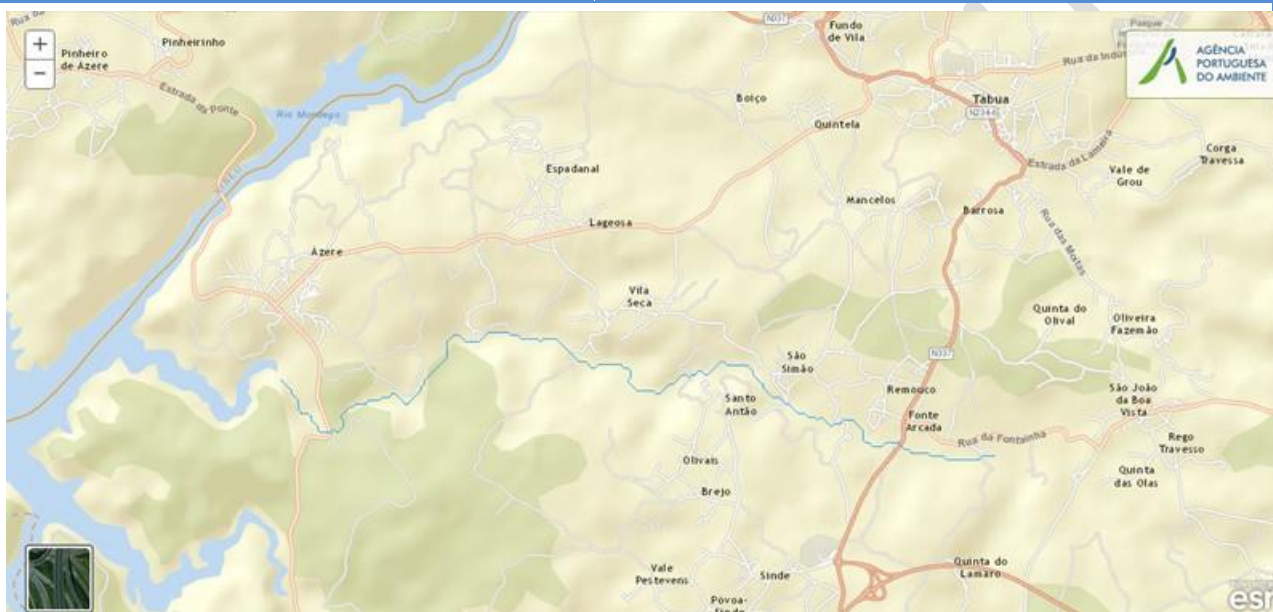 Rua da
N337
Fundo
de Vila
Parque
+
−
Pinheiro
de Azere
Pinheirinho
Rua da Indu
AGÊNCIA
PORTUGUESA
DO AMBIENTE
Estrada da ponte
Rio Mondego
Boiço
Tabua
N234-6
Quintela
Estrada da Lameira
Corga
Travessa
Vale de
Grou
Espadanal
Mancelos
Barrosa
Lageosa
Rua das Moitas
Azere
Vila
Seca
Quinta do
Olival
Oliveira
Fazemão
N337
São
Simão
Remouco
São João
da Boa
Vista
Santo
Antão
Fonte
Arcada
Rua da Fontainha
Rego
Travesso
Olivais
Quinta
das Olas
Brejo
Vale
Pestevens
Sinde
Quinta do
Lamaro
Povoa-
esri